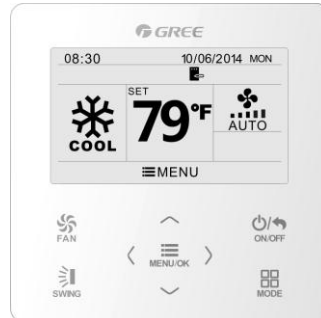 GREE
08:30 10/06/2014 MON
SET
79°F
COOL
AUTO
MENU
FAN
ON/OFF
MENU/OK
SWING
MODE